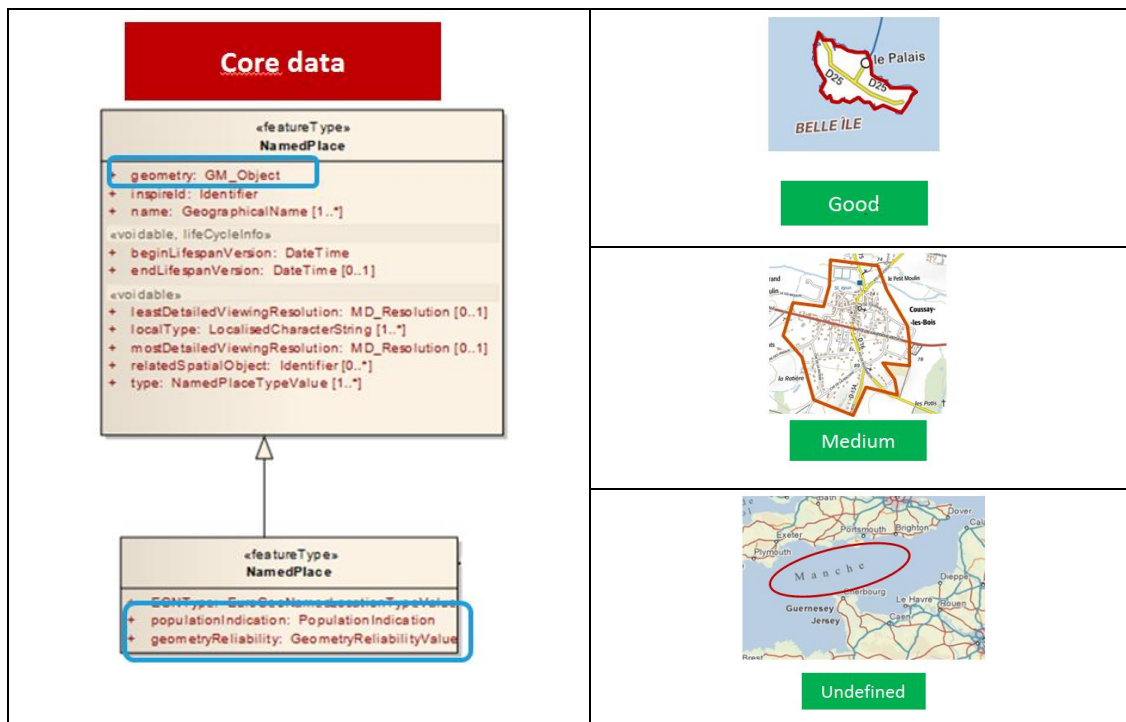 Core data
«featureType»
NamedPlace
+ geometry: GM_Object
+ inspireId: Identifier
+ name: GeographicalName [1..*]
«voidable, lifeCycleInfo»
+ beginLifespanVersion: DateTime
+ endLifespanVersion: DateTime [0..1]
«voidable»
+ leastDetailedViewingResolution: MD_Resolution [0..1]
+ localType: LocalisedCharacterString [1..*]
+ mostDetailedViewingResolution: MD_Resolution [0..1]
+ relatedSpatialObject: Identifier [0..*]
+ type: NamedPlaceTypeValue [1..*]
«featureType»
NamedPlace
+ populationIndication: PopulationIndication
+ geometryReliability: GeometryReliabilityValue
le Palais
D25
D25
BELLE ÎLE
Good
le Petit Moulin
Coussay-
-les-Bois
la Rotière
les Patis
Medium
Bath
Dover
Exeter
Portsmouth
Brighton
Plymouth
Manche
Cherbourg
Dieppe
Guernesey
Jersey
Le Havre
Rouen
Caen
Brest
Undefined